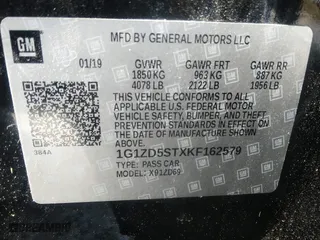 GM
MFD BY GENERAL MOTORS LLC
01/19 GVWR GAWR FRT GAWR RR
1850 KG 963 KG 887 KG
4078 LB 2122 LB 1956 LB
THIS VEHICLE CONFORMS TO ALL
APPLICABLE U.S. FEDERAL MOTOR
VEHICLE SAFETY, BUMPER, AND
THEFT PREVENTION STANDARDS
IN EFFECT ON THE DATE OF
MANUFACTURE SHOWN ABOVE.
1G1ZD5STXKF162579
TYPE: PASS CAR
MODEL: